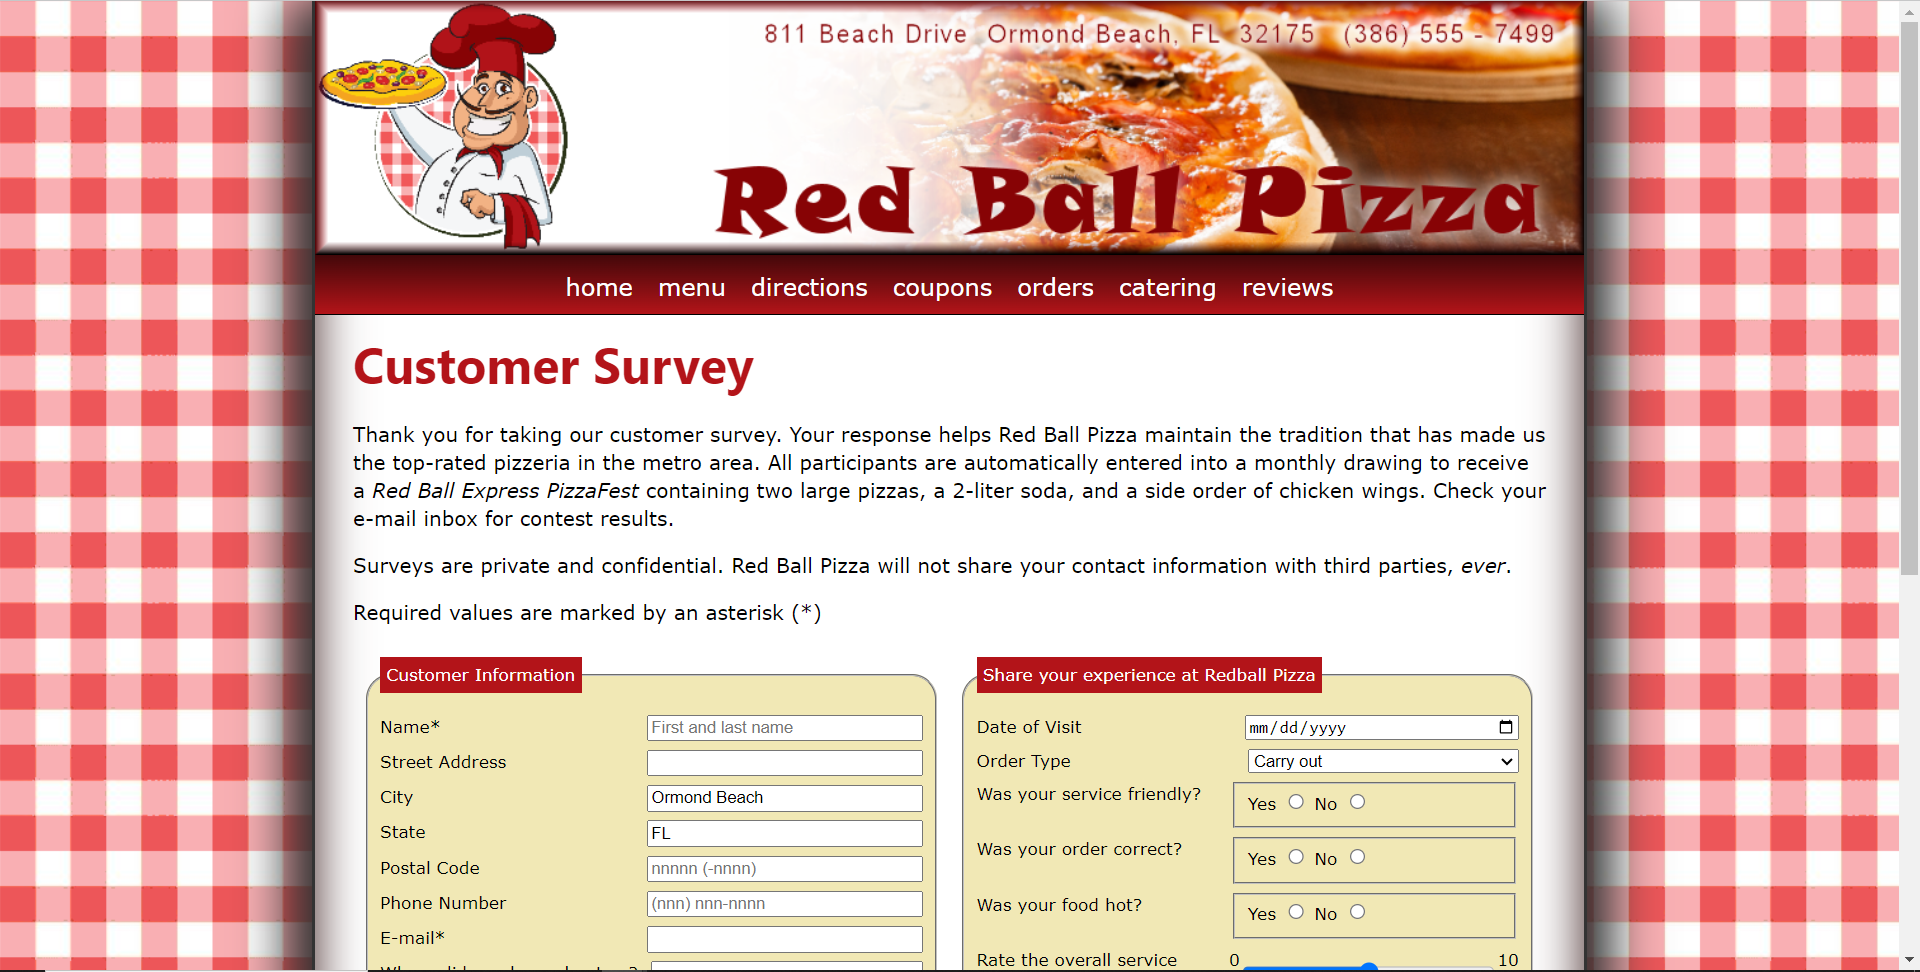 811 Beach Drive Ormond Beach, FL 32175 (386) 555 - 7499
Red Ball Pizza
home menu directions coupons orders catering reviews
Customer Survey
Thank you for taking our customer survey. Your response helps Red Ball Pizza maintain the tradition that has made us
the top-rated pizzeria in the metro area. All participants are automatically entered into a monthly drawing to receive
a Red Ball Express PizzaFest containing two large pizzas, a 2-liter soda, and a side order of chicken wings. Check your
e-mail inbox for contest results.
Surveys are private and confidential. Red Ball Pizza will not share your contact information with third parties, ever.
Required values are marked by an asterisk (*)
Customer Information
Name* First and last name
Street Address
City Ormond Beach
State FL
Postal Code nnnnn (-nnnn)
Phone Number (nnn) nnn-nnnn
E-mail*
Share your experience at Redball Pizza
Date of Visit mm/dd/yyyy
Order Type Carry out
Was your service friendly? Yes No
Was your order correct? Yes No
Was your food hot? Yes No
Rate the overall service 0 10